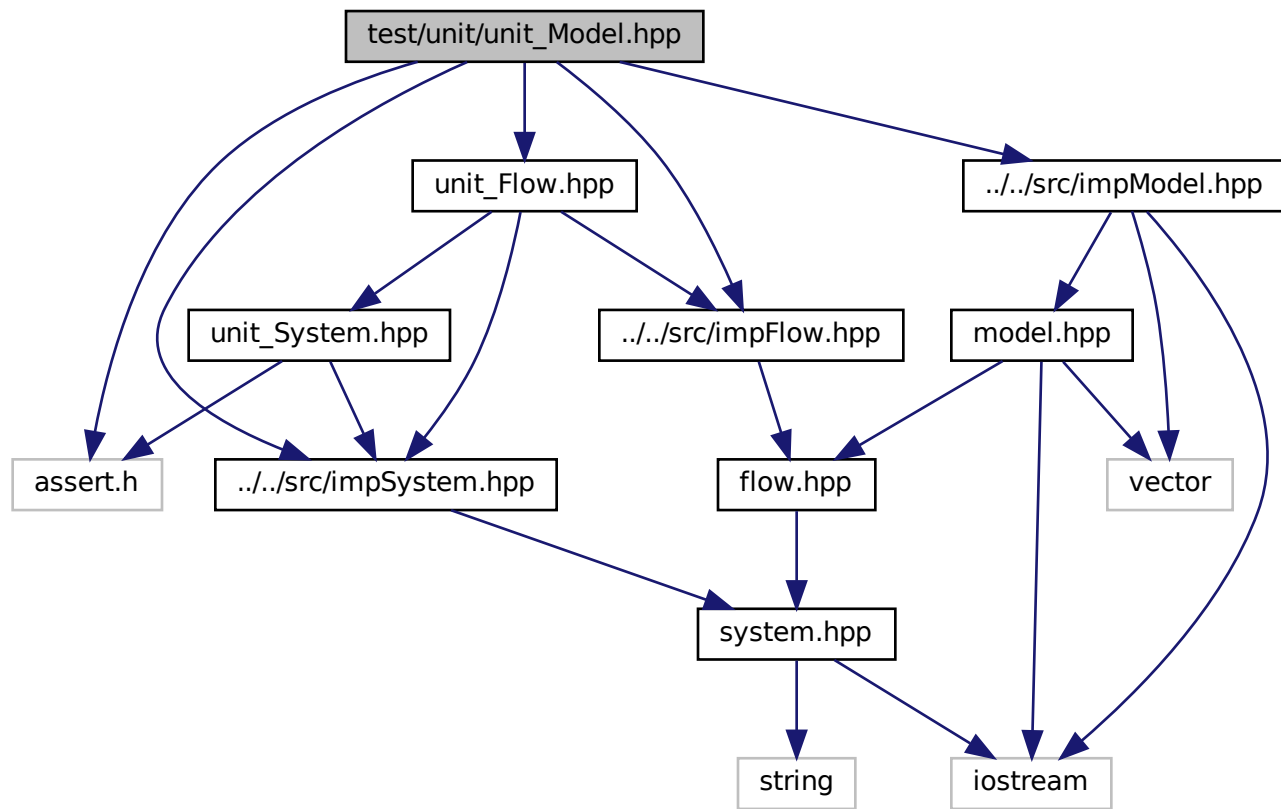 test/unit/unit_Model.hpp
unit_Flow.hpp
../../src/impModel.hpp
unit_System.hpp
../../src/impFlow.hpp
model.hpp
assert.h
../../src/impSystem.hpp
flow.hpp
vector
system.hpp
string
iostream